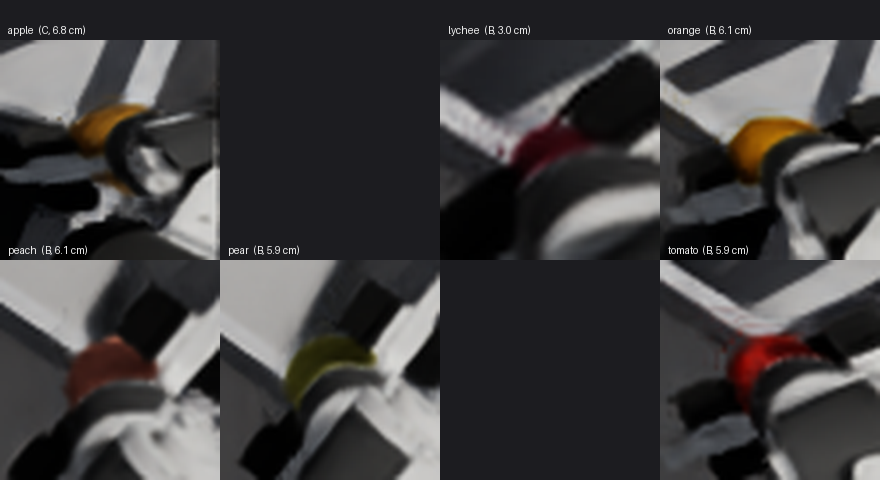 apple (C, 6.8 cm)
lychee (B, 3.0 cm)
orange (B, 6.1 cm)
peach (B, 6.1 cm)
pear (B, 5.9 cm)
tomato (B, 5.9 cm)